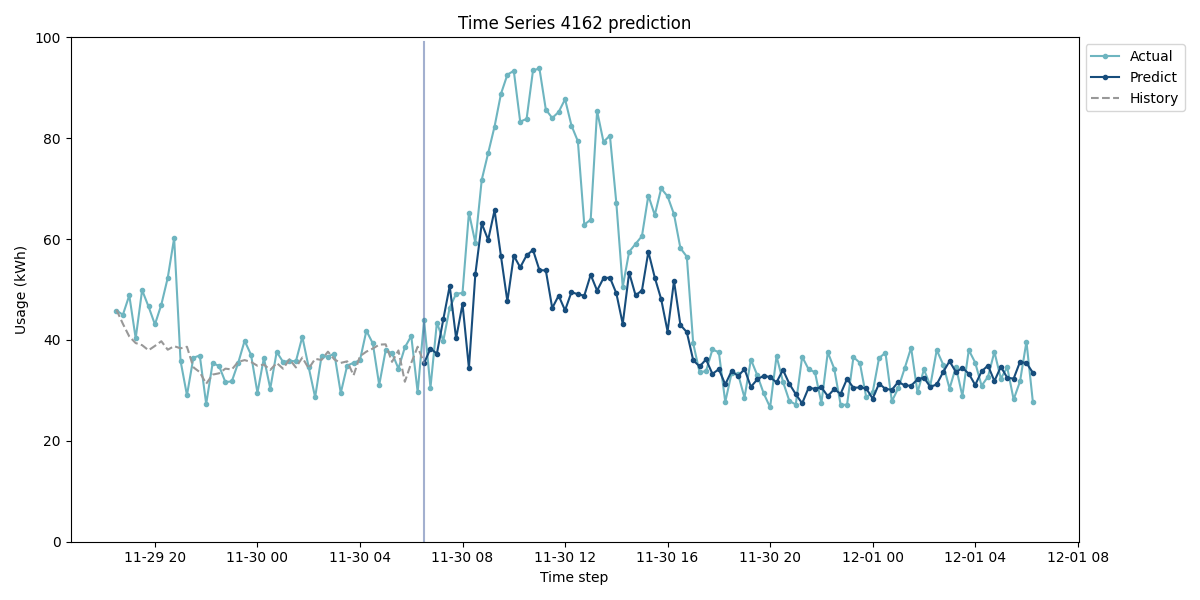 Time Series 4162 prediction
Usage (kWh)
100
80
60
40
20
0
11-29 20
11-30 00
11-30 04
11-30 08
11-30 12
11-30 16
11-30 20
12-01 00
12-01 04
12-01 08
Time step
Actual
Predict
History